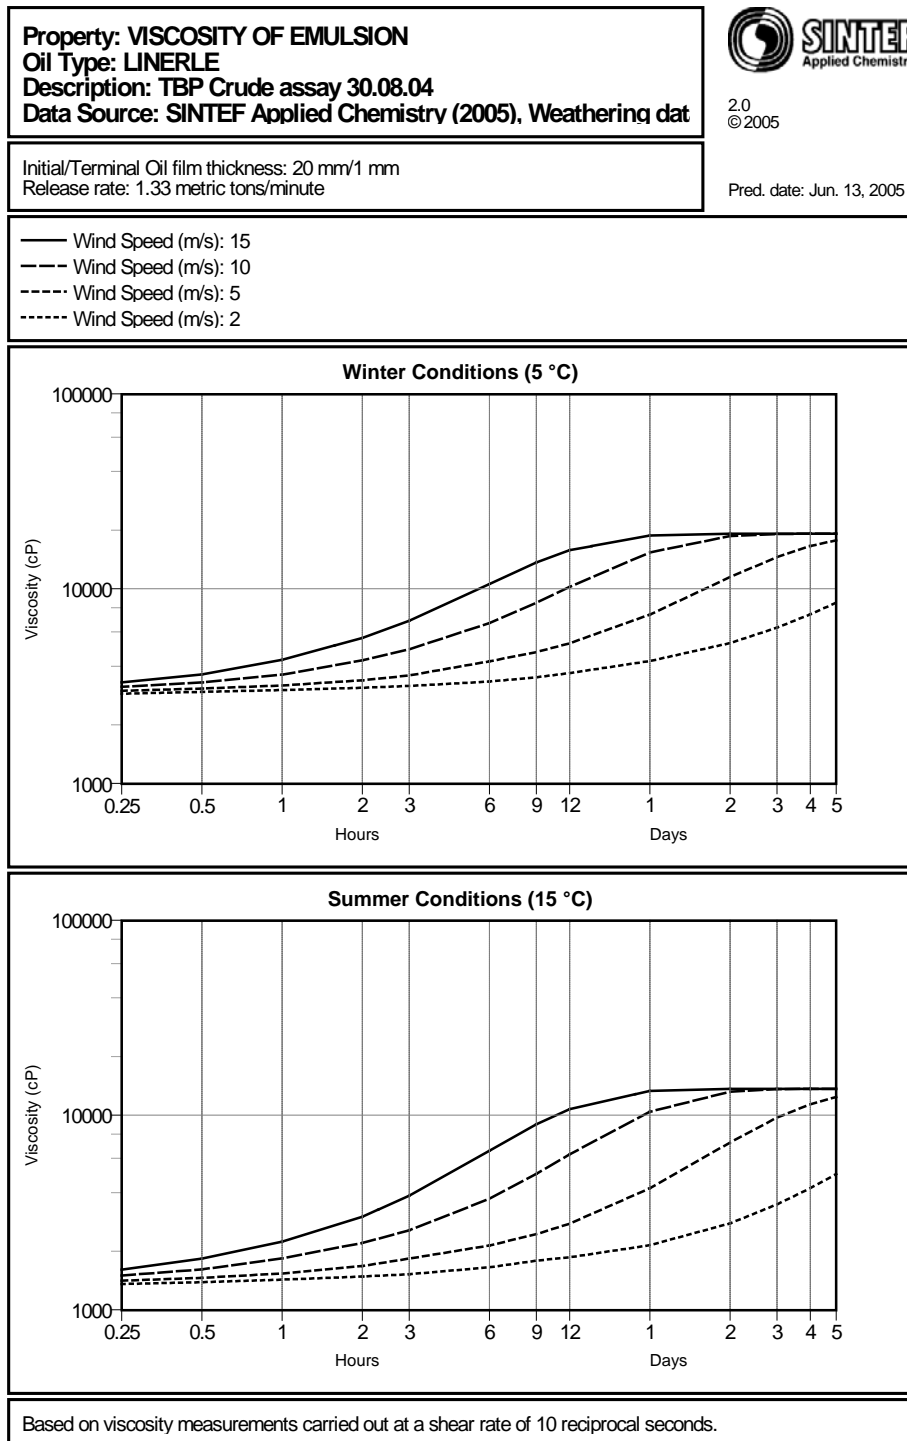 Property: VISCOSITY OF EMULSION
Oil Type: LINERLE
Description: TBP Crude assay 30.08.04
Data Source: SINTEF Applied Chemistry (2005), Weathering dat
SINTEF
Applied Chemistr
2.0
©2005
Initial/Terminal Oil film thickness: 20 mm/1 mm
Release rate: 1.33 metric tons/minute
Pred. date: Jun. 13, 2005
Wind Speed (m/s): 15
Wind Speed (m/s): 10
Wind Speed (m/s): 5
Wind Speed (m/s): 2
Winter Conditions (5 °C)
100000
10000
1000
Viscosity (cP)
0.25 0.5 1 2 3 6 9 12 1 2 3 4 5
Hours Days
Summer Conditions (15 °C)
100000
10000
1000
Viscosity (cP)
0.25 0.5 1 2 3 6 9 12 1 2 3 4 5
Hours Days
Based on viscosity measurements carried out at a shear rate of 10 reciprocal seconds.